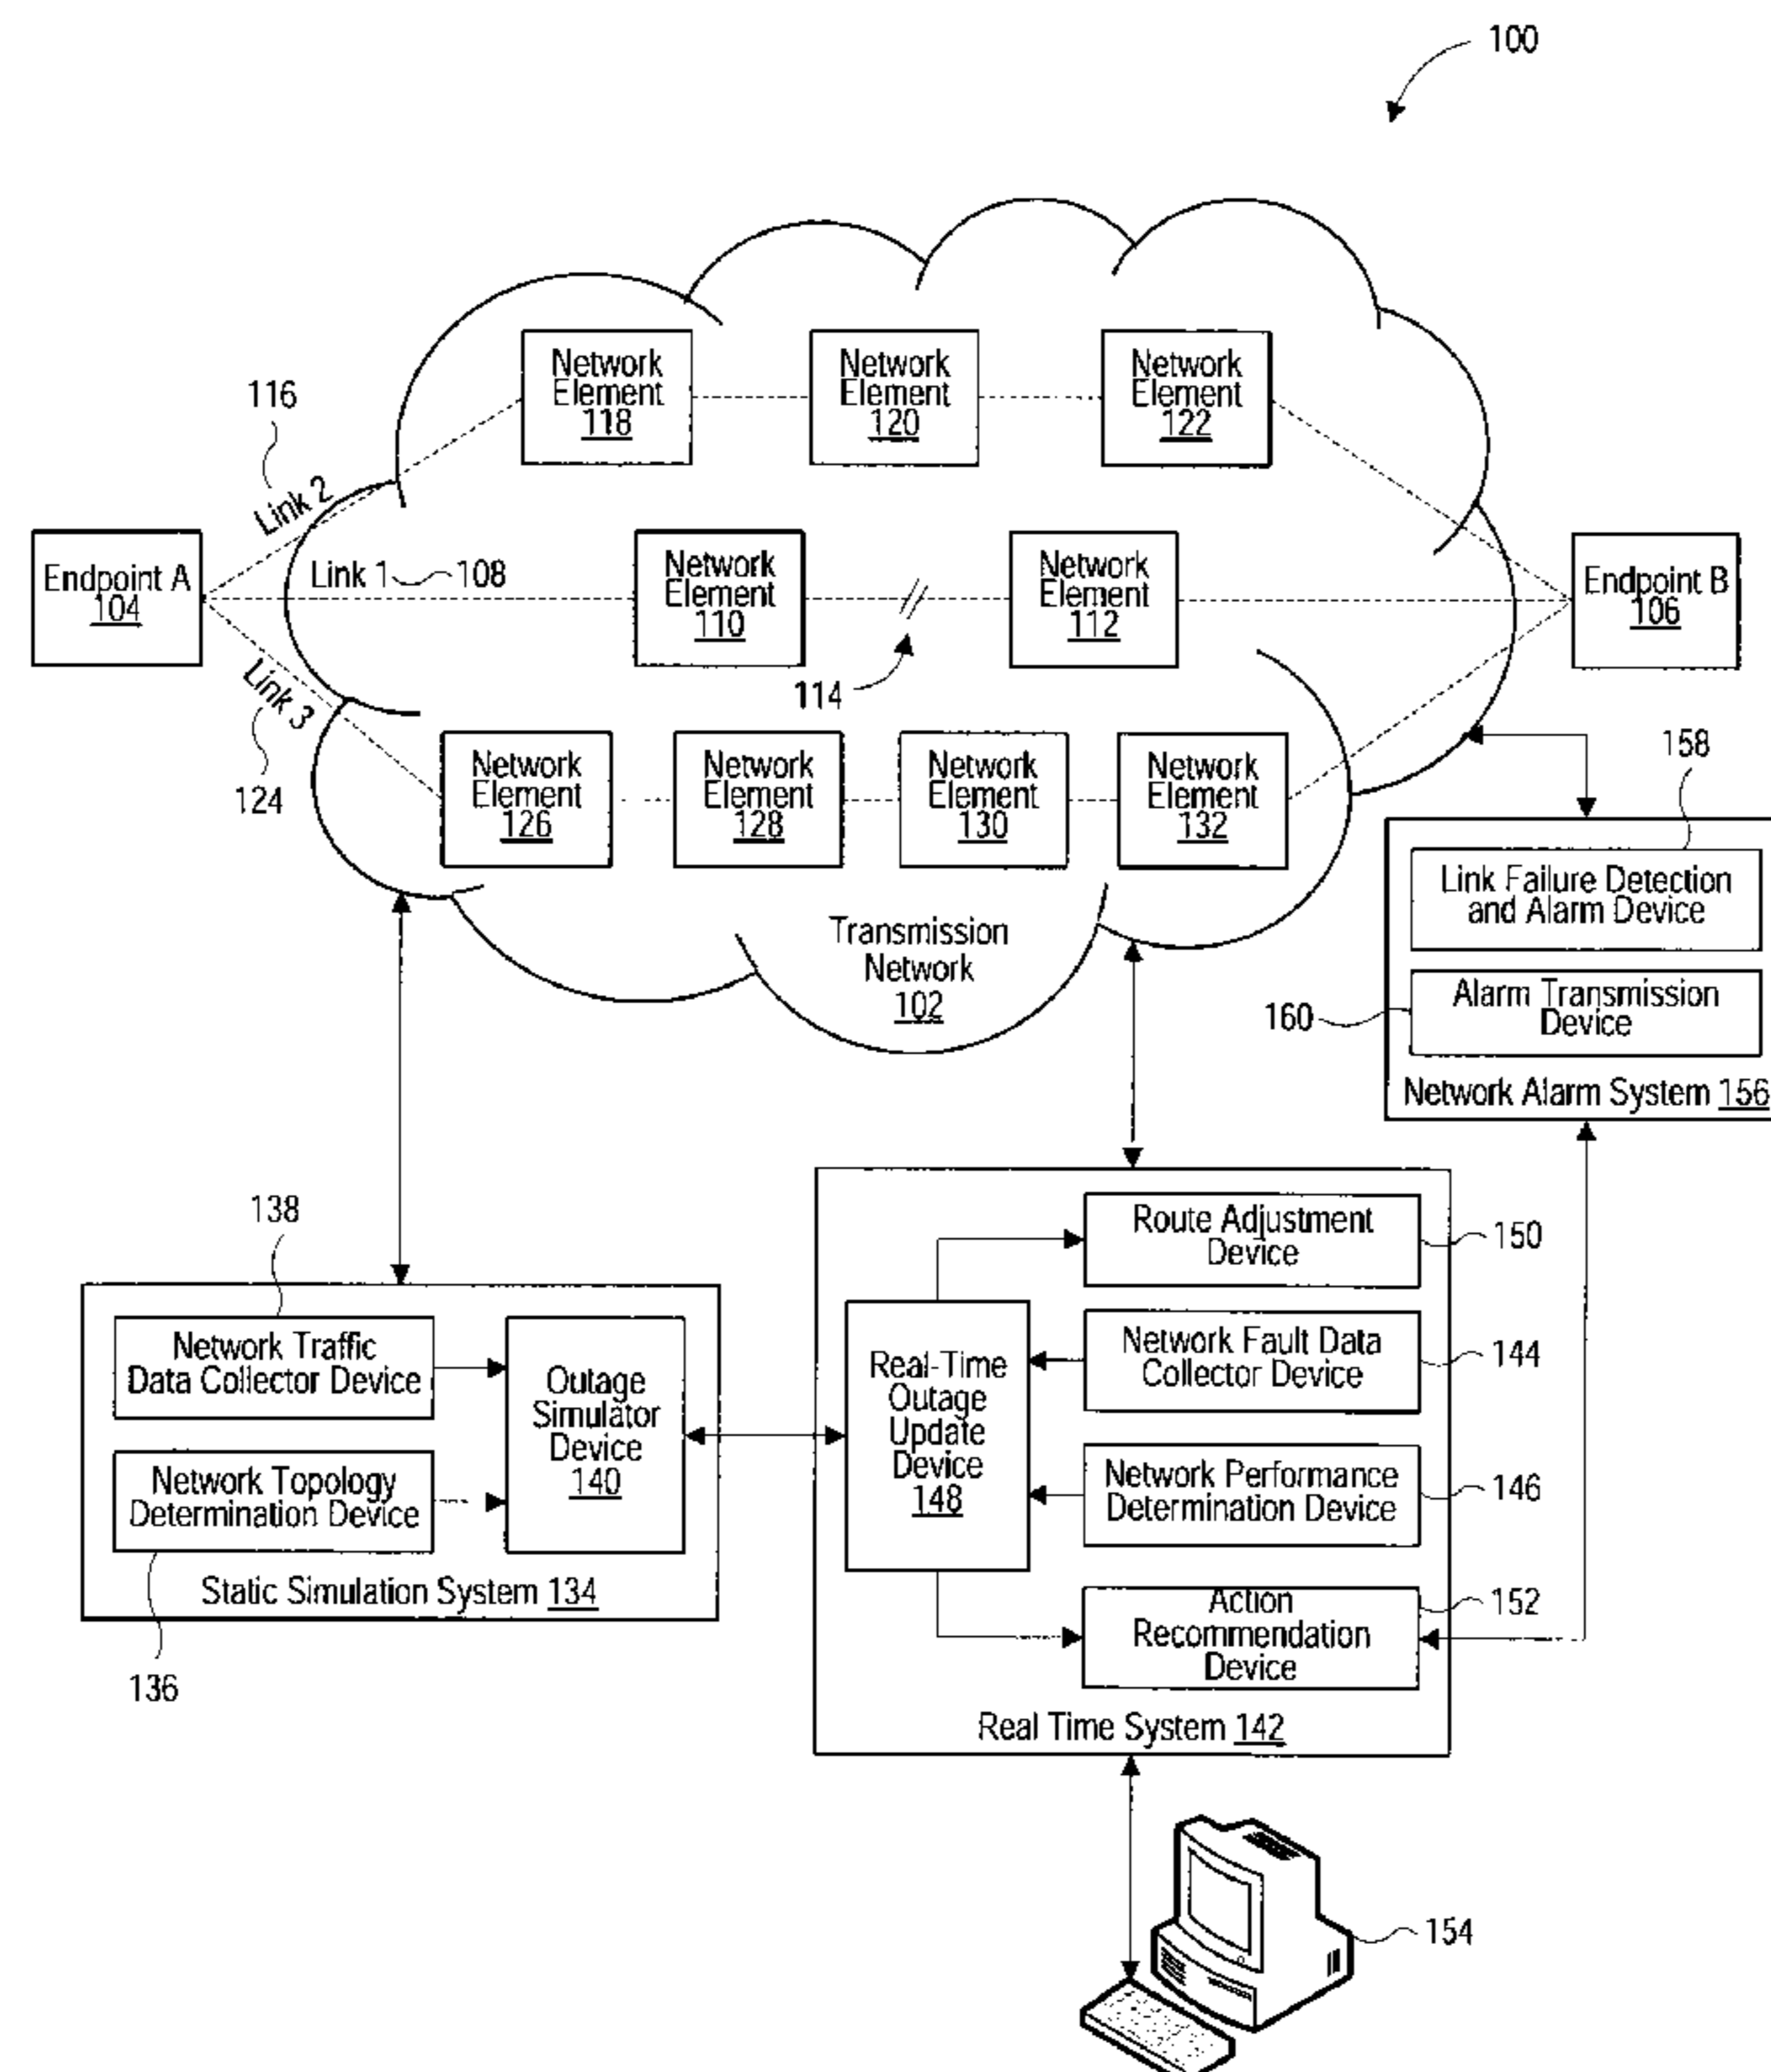 100
Network
Element
118
Network
Element
120
Network
Element
122
116
Link 2
Endpoint A
104
Link 1
108
Network
Element
110
Network
Element
112
Endpoint B
106
114
Link 3
124
Network
Element
126
Network
Element
128
Network
Element
130
Network
Element
132
158
Link Failure Detection
and Alarm Device
Transmission
Network
102
160
Alarm Transmission
Device
Network Alarm System 156
138
Network Traffic
Data Collector Device
Outage
Simulator
Device
140
Network Topology
Determination Device
Static Simulation System 134
136
Route Adjustment
Device
150
Real-Time
Outage
Update
Device
148
Network Fault Data
Collector Device
144
Network Performance
Determination Device
146
Action
Recommendation
Device
152
Real Time System 142
154